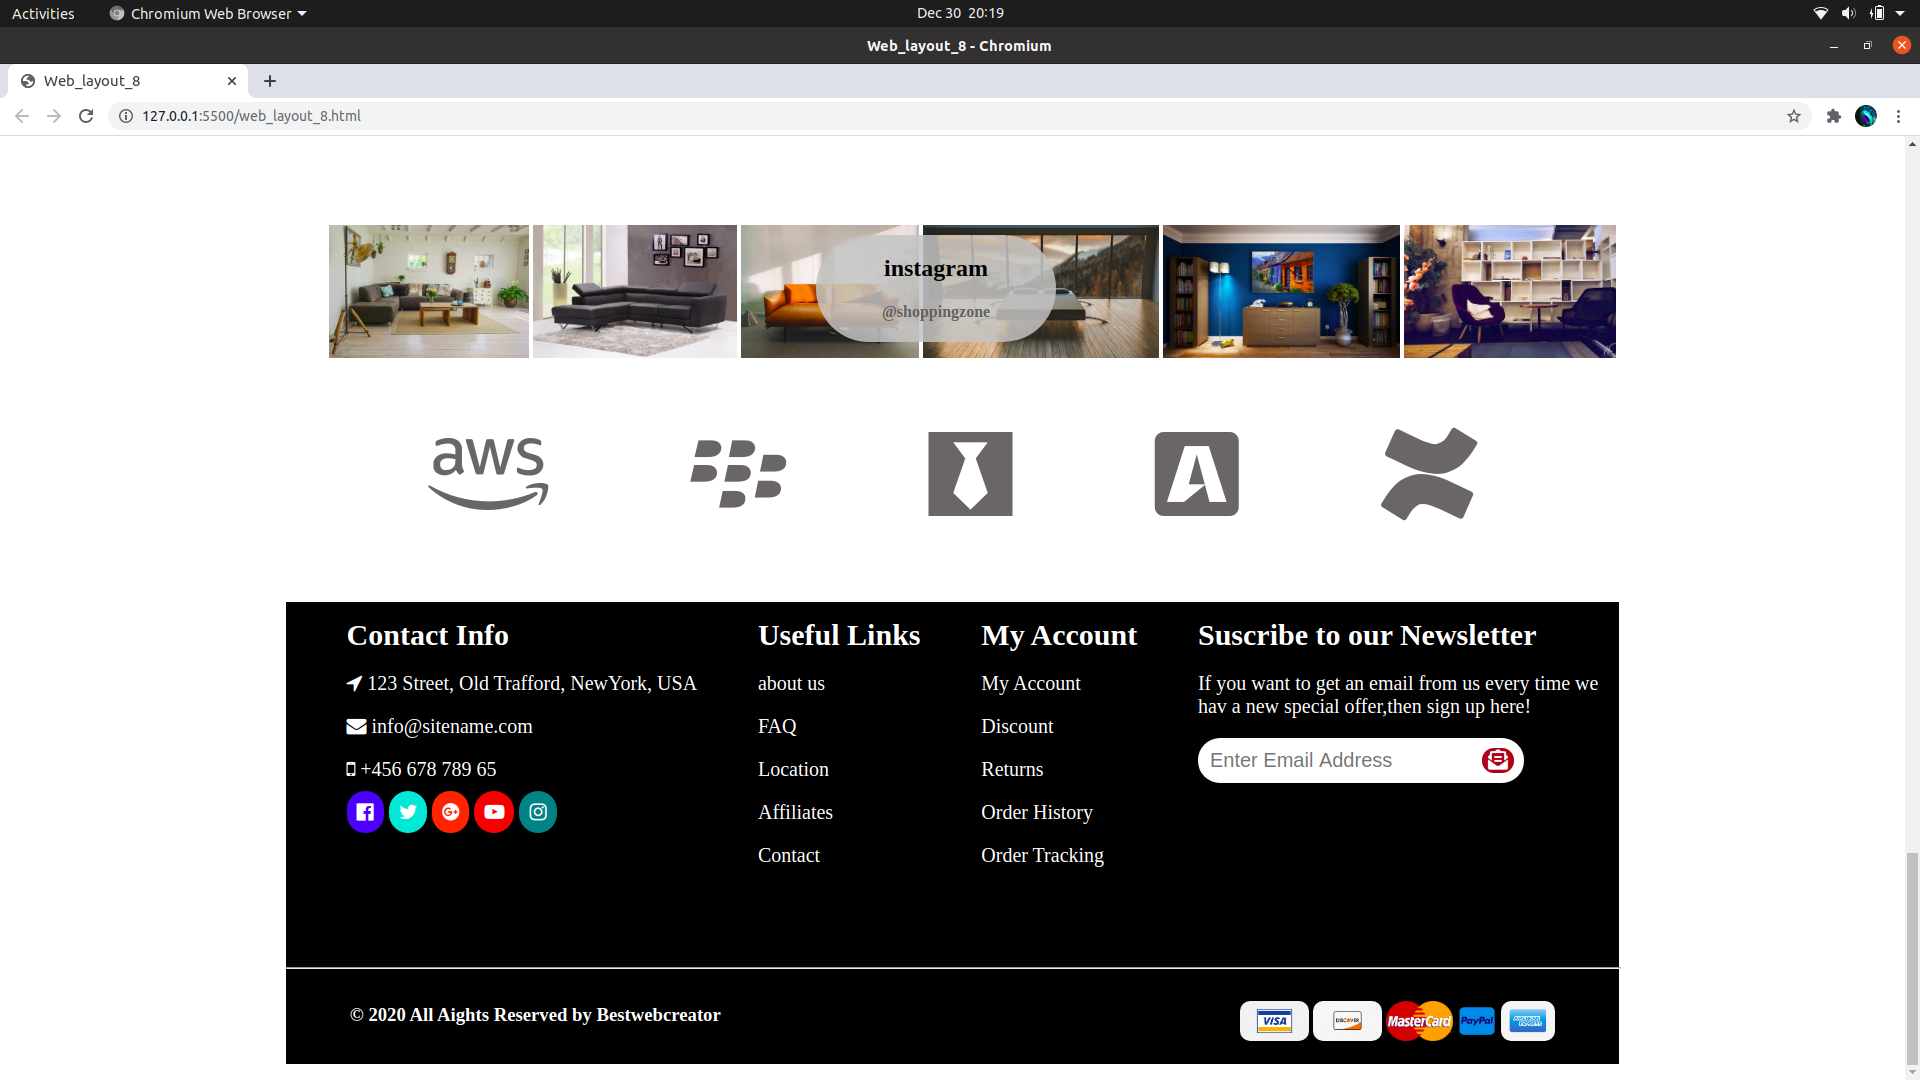 Activities
Chromium Web Browser
Dec 30 20:19
Web_layout_8 - Chromium
Web_layout_8
127.0.0.1:5500/web_layout_8.html
instagram
@shoppingzone
aws
A
Contact Info
123 Street, Old Trafford, NewYork, USA
info@sitename.com
+456 678 789 65
Useful Links
about us
FAQ
Location
Affiliates
Contact
My Account
My Account
Discount
Returns
Order History
Order Tracking
Suscribe to our Newsletter
If you want to get an email from us every time we
hav a new special offer,then sign up here!
Enter Email Address
© 2020 All Aights Reserved by Bestwebcreator
VISA
DISCOVER
MasterCard
PayPal